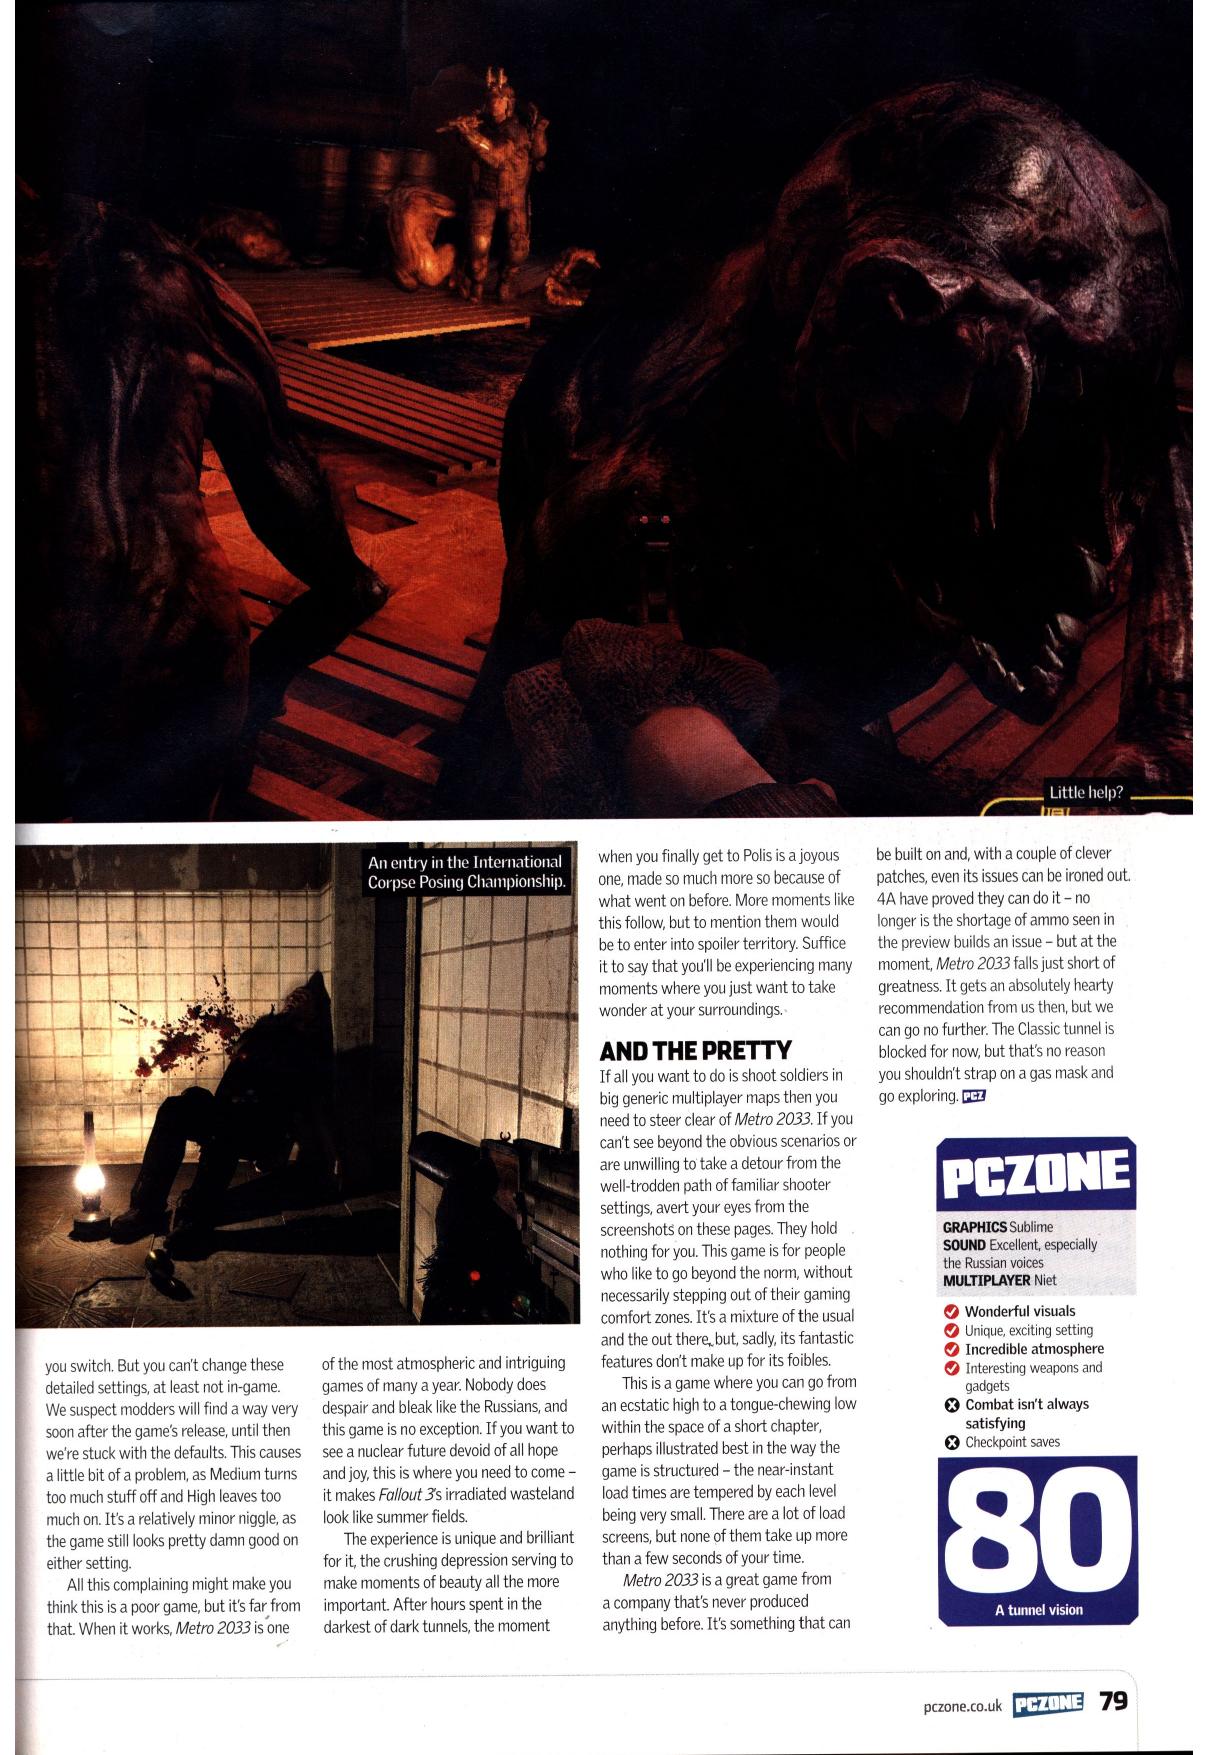 Little help?
An entry in the International
Corpse Posing Championship.
you switch. But you can't change these
detailed settings, at least not in-game.
We suspect modders will find a way very
soon after the game's release, until then
we're stuck with the defaults. This causes
a little bit of a problem, as Medium turns
too much stuff off and High leaves too
much on. It's a relatively minor niggle, as
the game still looks pretty damn good on
either setting.
All this complaining might make you
think this is a poor game, but it's far from
that. When it works, Metro 2033 is one
of the most atmospheric and intriguing
games of many a year. Nobody does
despair and bleak like the Russians, and
this game is no exception. If you want to
see a nuclear future devoid of all hope
and joy, this is where you need to come –
it makes Fallout 3's irradiated wasteland
look like summer fields.
The experience is unique and brilliant
for it, the crushing depression serving to
make moments of beauty all the more
important. After hours spent in the
darkest of dark tunnels, the moment
when you finally get to Polis is a joyous
one, made so much more so because of
what went on before. More moments like
this follow, but to mention them would
be to enter into spoiler territory. Suffice
it to say that you'll be experiencing many
moments where you just want to take
wonder at your surroundings.
AND THE PRETTY
If all you want to do is shoot soldiers in
big generic multiplayer maps then you
need to steer clear of Metro 2033. If you
can't see beyond the obvious scenarios or
are unwilling to take a detour from the
well-trodden path of familiar shooter
settings, avert your eyes from the
screenshots on these pages. They hold
nothing for you. This game is for people
who like to go beyond the norm, without
necessarily stepping out of their gaming
comfort zones. It's a mixture of the usual
and the out there, but, sadly, its fantastic
features don't make up for its foibles.
This is a game where you can go from
an ecstatic high to a tongue-chewing low
within the space of a short chapter,
perhaps illustrated best in the way the
game is structured – the near-instant
load times are tempered by each level
being very small. There are a lot of load
screens, but none of them take up more
than a few seconds of your time.
Metro 2033 is a great game from
a company that's never produced
anything before. It's something that can
be built on and, with a couple of clever
patches, even its issues can be ironed out.
4A have proved they can do it – no
longer is the shortage of ammo seen in
the preview builds an issue – but at the
moment, Metro 2033 falls just short of
greatness. It gets an absolutely hearty
recommendation from us then, but we
can go no further. The Classic tunnel is
blocked for now, but that's no reason
you shouldn't strap on a gas mask and
go exploring. PCZ
PCZONE
GRAPHICS Sublime
SOUND Excellent, especially
the Russian voices
MULTIPLAYER Niet
Wonderful visuals
Unique, exciting setting
Incredible atmosphere
Interesting weapons and
gadgets
Combat isn't always
satisfying
Checkpoint saves
80
A tunnel vision
pczone.co.uk PCZONE 79